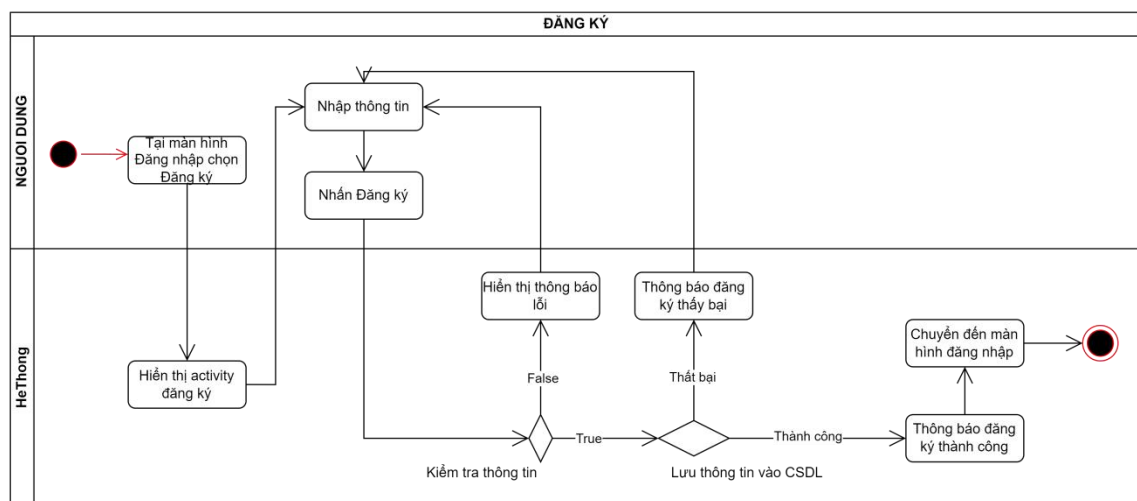 ĐĂNG KÝ
NGUOI DUNG
Nhập thông tin
Tại màn hình
Đăng nhập chọn
Đăng ký
Nhấn Đăng ký
HeThong
Hiển thị thông báo
lỗi
Thông báo đăng
ký thấy bại
Chuyển đến màn
hình đăng nhập
Hiển thị activity
đăng ký
False
Thất bại
True
Thành công
Thông báo đăng
ký thành công
Kiểm tra thông tin
Lưu thông tin vào CSDL